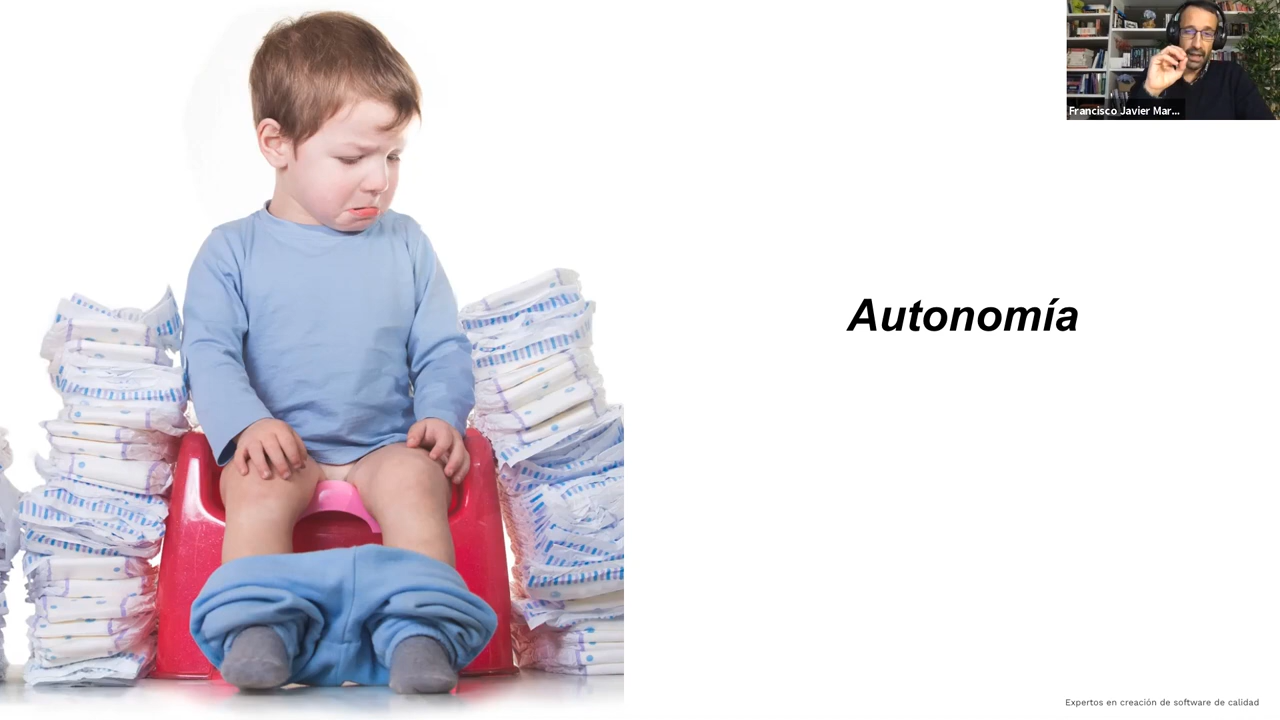 Francisco Javier Mar...
Autonomía
Expertos en creación de software de calidad